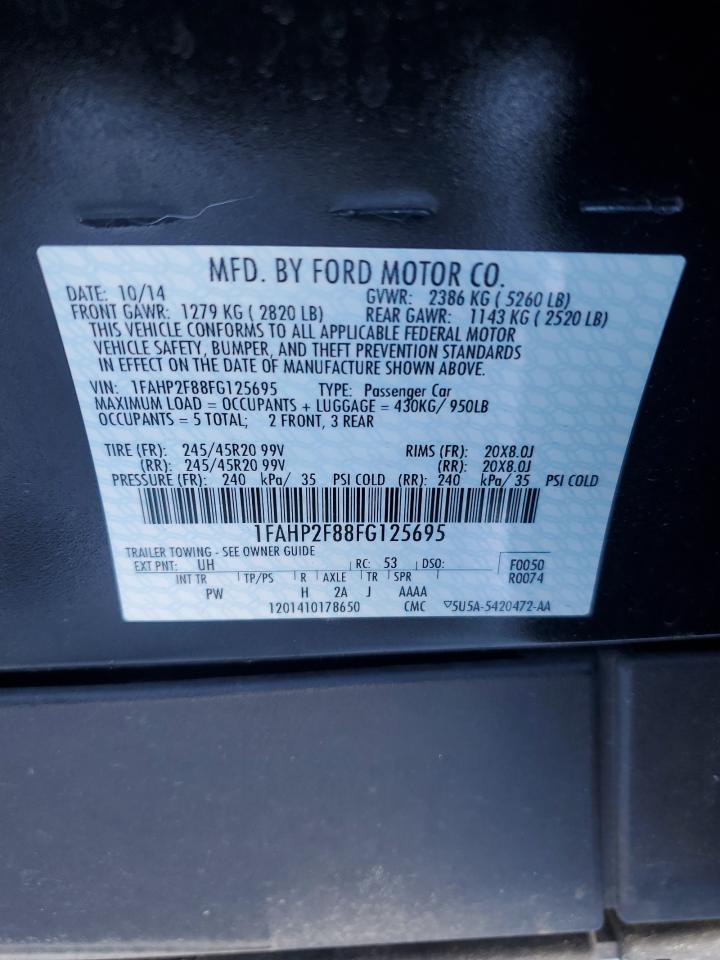 MFD. BY FORD MOTOR CO.
DATE: 10/14 GVWR: 2386 KG ( 5260 LB)
FRONT GAWR: 1279 KG ( 2820 LB) REAR GAWR: 1143 KG ( 2520 LB)
THIS VEHICLE CONFORMS TO ALL APPLICABLE FEDERAL MOTOR
VEHICLE SAFETY, BUMPER, AND THEFT PREVENTION STANDARDS
IN EFFECT ON THE DATE OF MANUFACTURE SHOWN ABOVE.
VIN: 1FAHP2F88FG125695 TYPE: Passenger Car
MAXIMUM LOAD = OCCUPANTS + LUGGAGE = 430KG/ 950LB
OCCUPANTS = 5 TOTAL; 2 FRONT, 3 REAR
TIRE (FR): 245/45R20 99V RIMS (FR): 20X8.0J
(RR): 245/45R20 99V (RR): 20X8.0J
PRESSURE (FR): 240 kPa/ 35 PSI COLD (RR): 240 kPa/ 35 PSI COLD
1FAHP2F88FG125695
TRAILER TOWING - SEE OWNER GUIDE
EXT PNT: UH RC: 53 DSO: F0050
INT TR TP/PS R AXLE TR SPR R0074
PW H 2A J AAAA
1201410178650 CMC ▽5U5A-5420472-AA